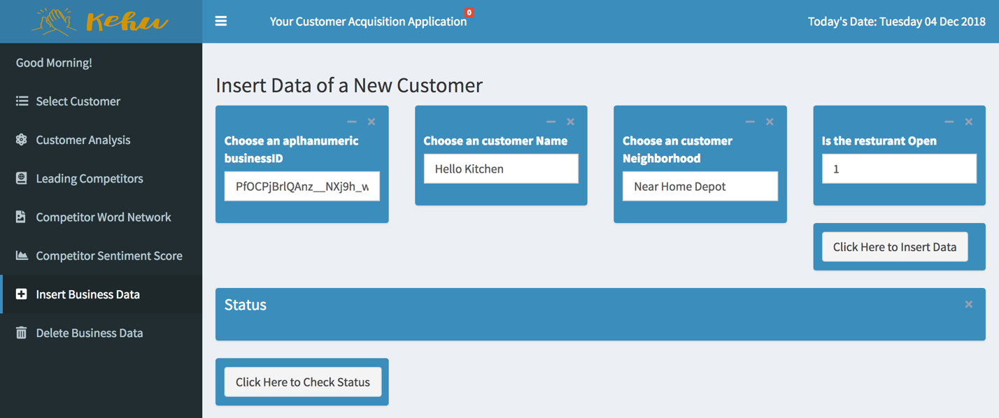 Kehu
Your Customer Acquisition Application
0
Today's Date: Tuesday 04 Dec 2018
Good Morning!
Select Customer
Customer Analysis
Leading Competitors
Competitor Word Network
Competitor Sentiment Score
Insert Business Data
Delete Business Data
Insert Data of a New Customer
Choose an aplhanumeric
businessID
PfOCPjBrlQAnz__NXj9h_w
Choose an customer Name
Hello Kitchen
Choose an customer
Neighborhood
Near Home Depot
Is the resturant Open
1
Click Here to Insert Data
Status
Click Here to Check Status